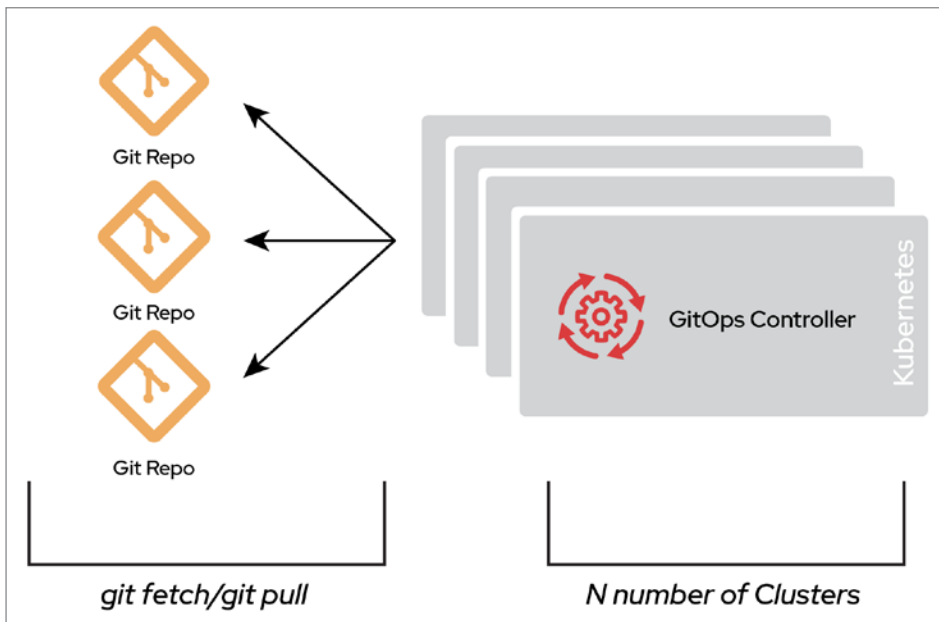 Git Repo
Git Repo
Git Repo
GitOps Controller
Kubernetes
git fetch/git pull
N number of Clusters